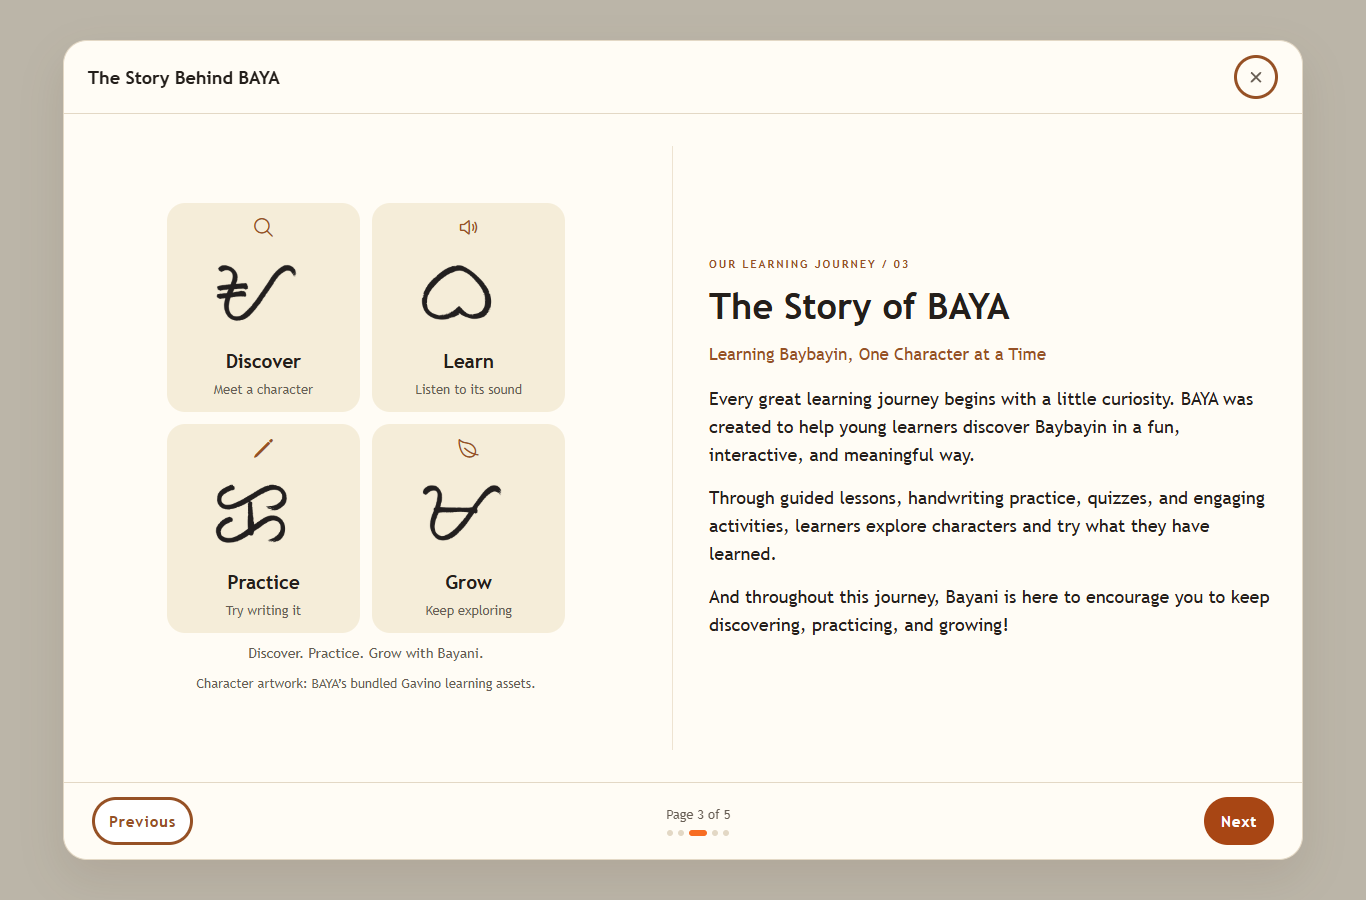 The Story Behind BAYA
Discover
Meet a character
ᜊ
Learn
Listen to its sound
Practice
Try writing it
Grow
Keep exploring
Discover. Practice. Grow with Bayani.
Character artwork: BAYA's bundled Gavino learning assets.
OUR LEARNING JOURNEY / 03
The Story of BAYA
Learning Baybayin, One Character at a Time
Every great learning journey begins with a little curiosity. BAYA was
created to help young learners discover Baybayin in a fun,
interactive, and meaningful way.
Through guided lessons, handwriting practice, quizzes, and engaging
activities, learners explore characters and try what they have
learned.
And throughout this journey, Bayani is here to encourage you to keep
discovering, practicing, and growing!
Previous
Page 3 of 5
Next